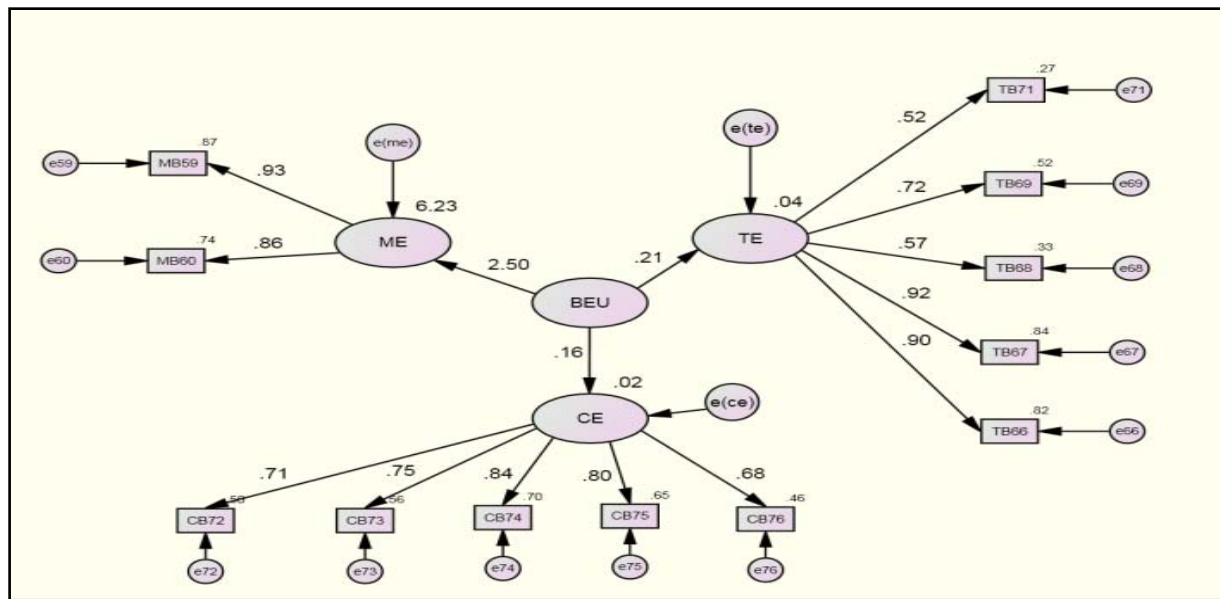 .27
TB71
e71
.52
e(te)
.87
e(me)
e59
MB59
.93
.52
TB69
e69
.72
6.23
.04
ME
TE
.74
.86
e60
MB60
.57
.33
TB68
e68
2.50
.21
BEU
.92
.84
TB67
e67
.90
.16
.02
e(ce)
CE
.82
TB66
e66
.71
.75
.84
.80
.68
.56
.70
.65
.46
CB72
CB73
CB74
CB75
CB76
e72
e73
e74
e75
e76